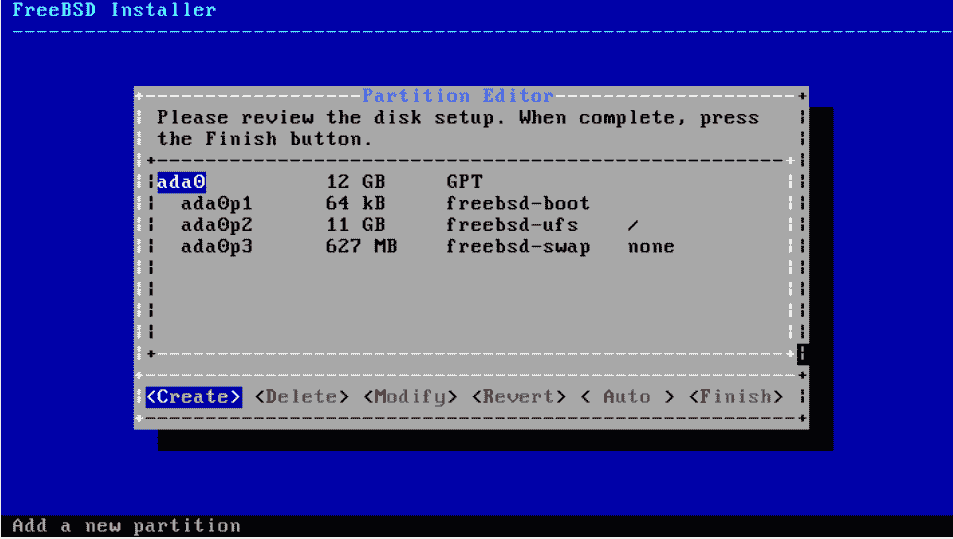 FreeBSD Installer
Partition Editor
Please review the disk setup. When complete, press
the Finish button.
ada0 12 GB GPT
ada0p1 64 kB freebsd-boot
ada0p2 11 GB freebsd-ufs /
ada0p3 627 MB freebsd-swap none
<Create> <Delete> <Modify> <Revert> < Auto > <Finish>
Add a new partition